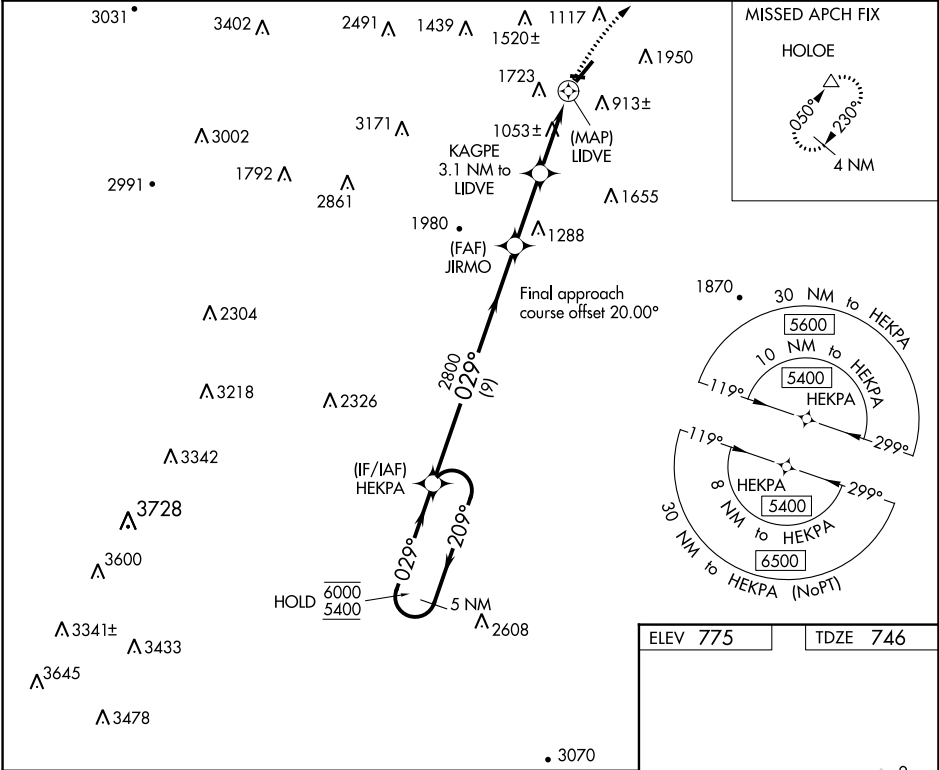 3031
3402
2491
1439
1520±
1117
1950
1723
913±
3171
1053±
(MAP)
LIDVE
3002
KAGPE
3.1 NM to
LIDVE
1792
2991
2861
1655
1980
1288
(FAF)
JIRMO
Final approach
course offset 20.00°
2304
2800
029°
(9)
3218
2326
3342
(IF/IAF)
HEKPA
3728
3600
029°
209°
HOLD
6000
5400
5 NM
2608
3341±
3433
3645
3478
3070
MISSED APCH FIX
HOLOE
050°
230°
4 NM
1870
30 NM to HEKPA
5600
10 NM to HEKPA
5400
HEKPA
119°
299°
119°
299°
HEKPA
5400
8 NM to HEKPA
6500
30 NM to HEKPA (NoPT)
ELEV 775
TDZE 746